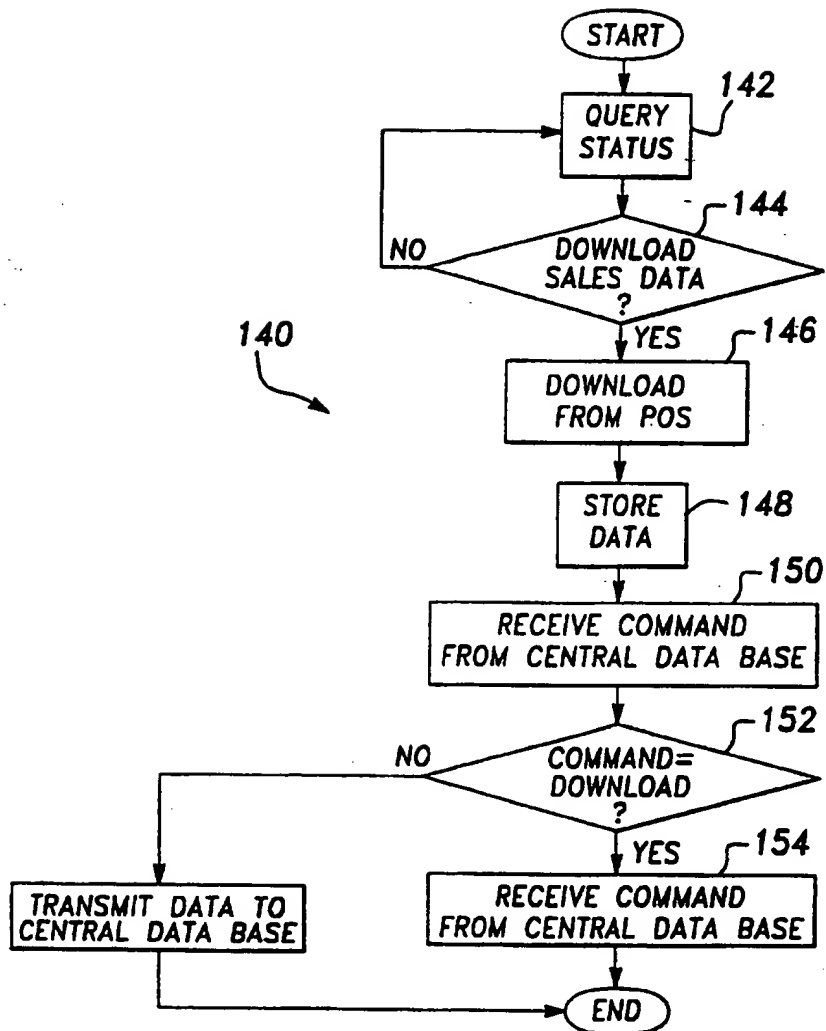 START
142
QUERY
STATUS
144
NO
DOWNLOAD
SALES DATA
?
140
YES
146
DOWNLOAD
FROM POS
148
STORE
DATA
150
RECEIVE COMMAND
FROM CENTRAL DATA BASE
152
NO
COMMAND=
DOWNLOAD
?
YES
154
TRANSMIT DATA TO
CENTRAL DATA BASE
RECEIVE COMMAND
FROM CENTRAL DATA BASE
END